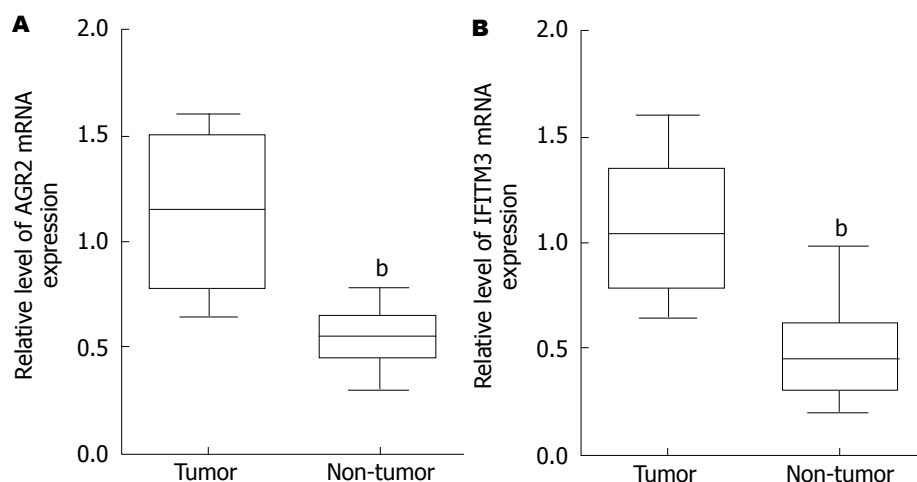 A
Relative level of AGR2 mRNA
expression
2.0
1.5
1.0
0.5
0.0
b
Tumor
Non-tumor
B
Relative level of IFITM3 mRNA
expression
2.0
1.5
1.0
0.5
0.0
b
Tumor
Non-tumor